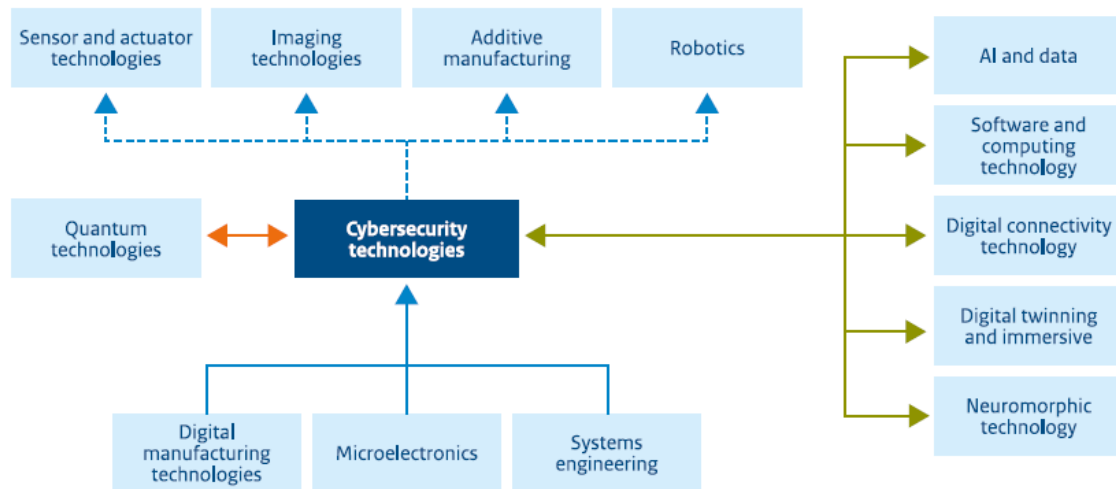 Sensor and actuator
technologies
Imaging
technologies
Additive
manufacturing
Robotics
AI and data
Software and
computing
technology
Quantum
technologies
Cybersecurity
technologies
Digital connectivity
technology
Digital twinning
and immersive
Neuromorphic
technology
Digital
manufacturing
technologies
Microelectronics
Systems
engineering